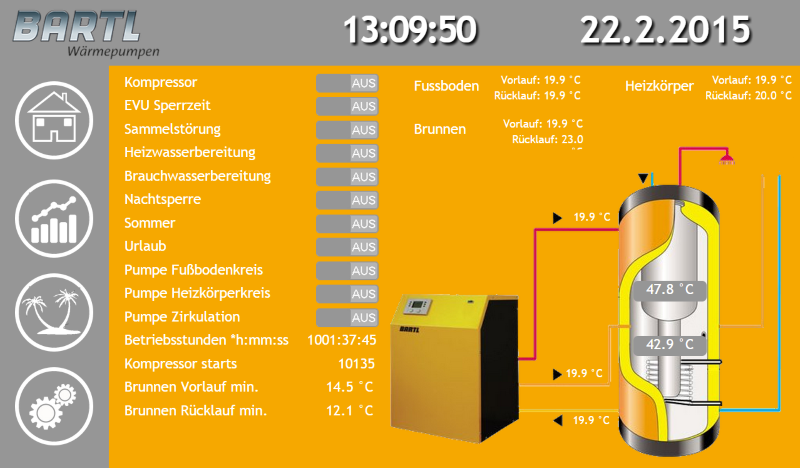 BARTL
Wärmepumpen
13:09:50
22.2.2015
Kompressor AUS
EVU Sperrzeit AUS
Sammelstörung AUS
Heizwasserbereitung AUS
Brauchwasserbereitung AUS
Nachtsperre AUS
Sommer AUS
Urlaub AUS
Pumpe Fußbodenkreis AUS
Pumpe Heizkörperkreis AUS
Pumpe Zirkulation AUS
Betriebsstunden *h:mm:ss 1001:37:45
Kompressor starts 10135
Brunnen Vorlauf min. 14.5 °C
Brunnen Rücklauf min. 12.1 °C
Fussboden
Vorlauf: 19.9 °C
Rücklauf: 19.9 °C
Heizkörper
Vorlauf: 19.9 °C
Rücklauf: 20.0 °C
Brunnen
Vorlauf: 19.9 °C
Rücklauf: 23.0
°C
19.9 °C
47.8 °C
42.9 °C
BARTL
19.9 °C
19.9 °C